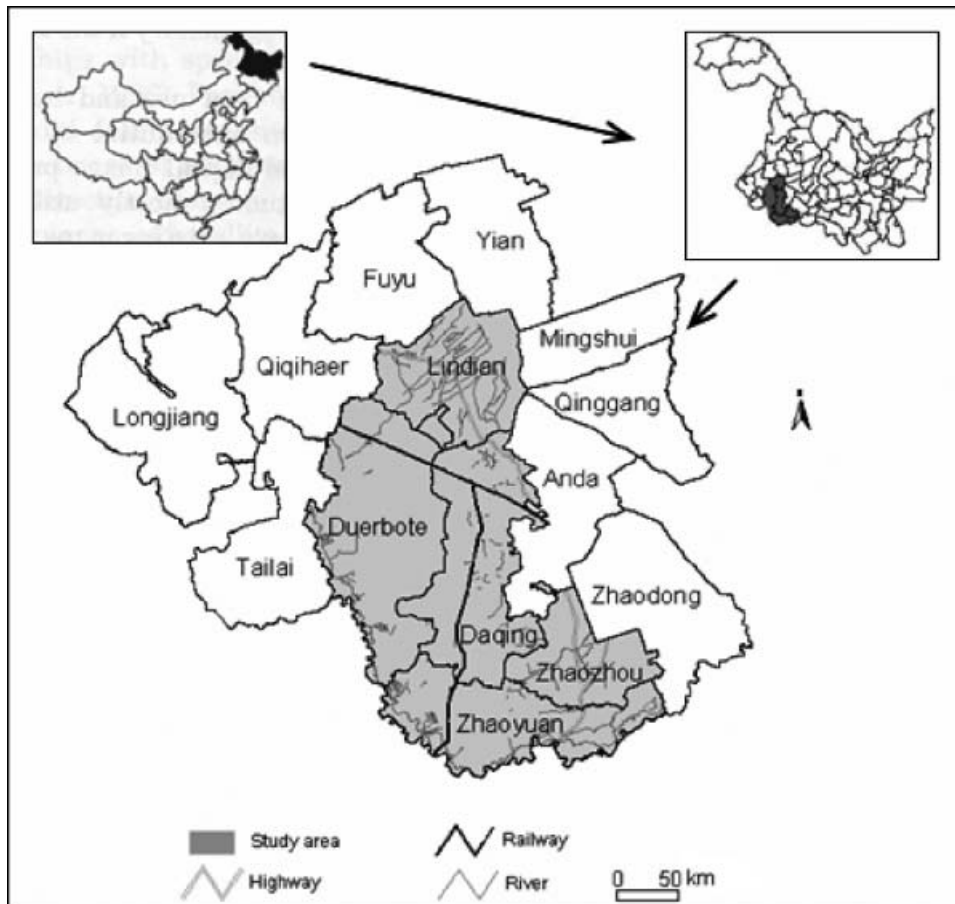 Yian
Fuyu
Mingshui
Qiqihaer
Lindian
Longjiang
Qinggang
Anda
Duerbote
Tailai
Zhaodong
Daqing
Zhaozhou
Zhaoyuan
Study area
Railway
Highway
River
0 50 km